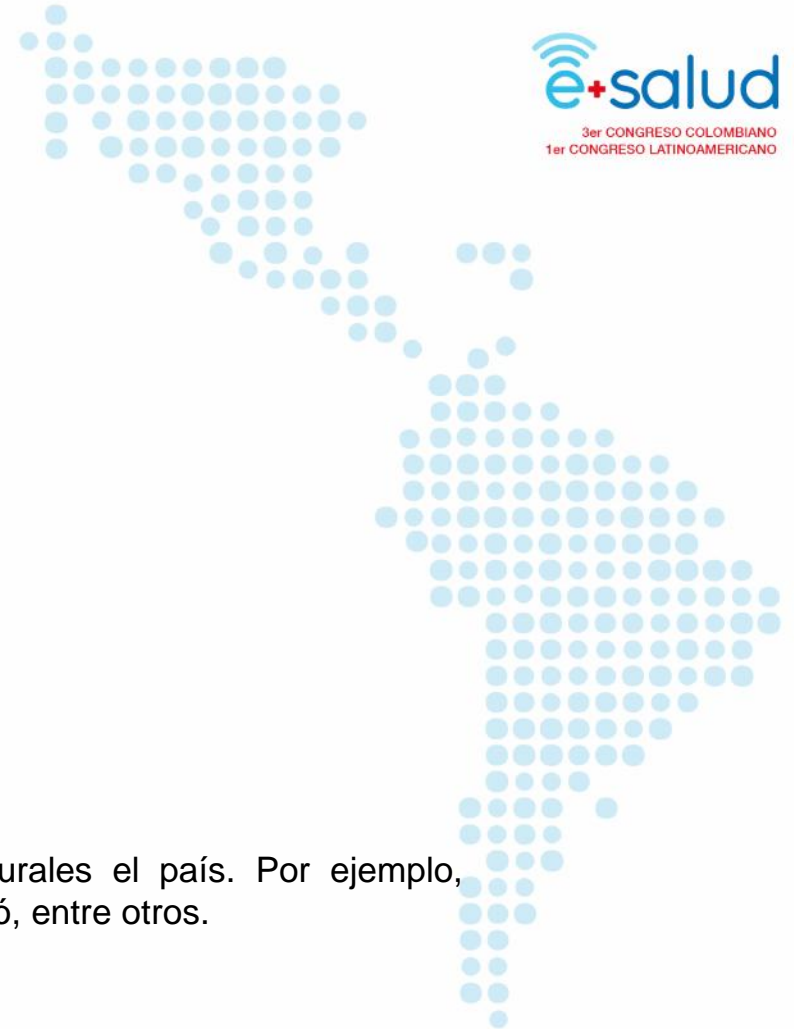 e+salud
3er CONGRESO COLOMBIANO
1er CONGRESO LATINOAMERICANO
urales el país. Por ejemplo,
ó, entre otros.